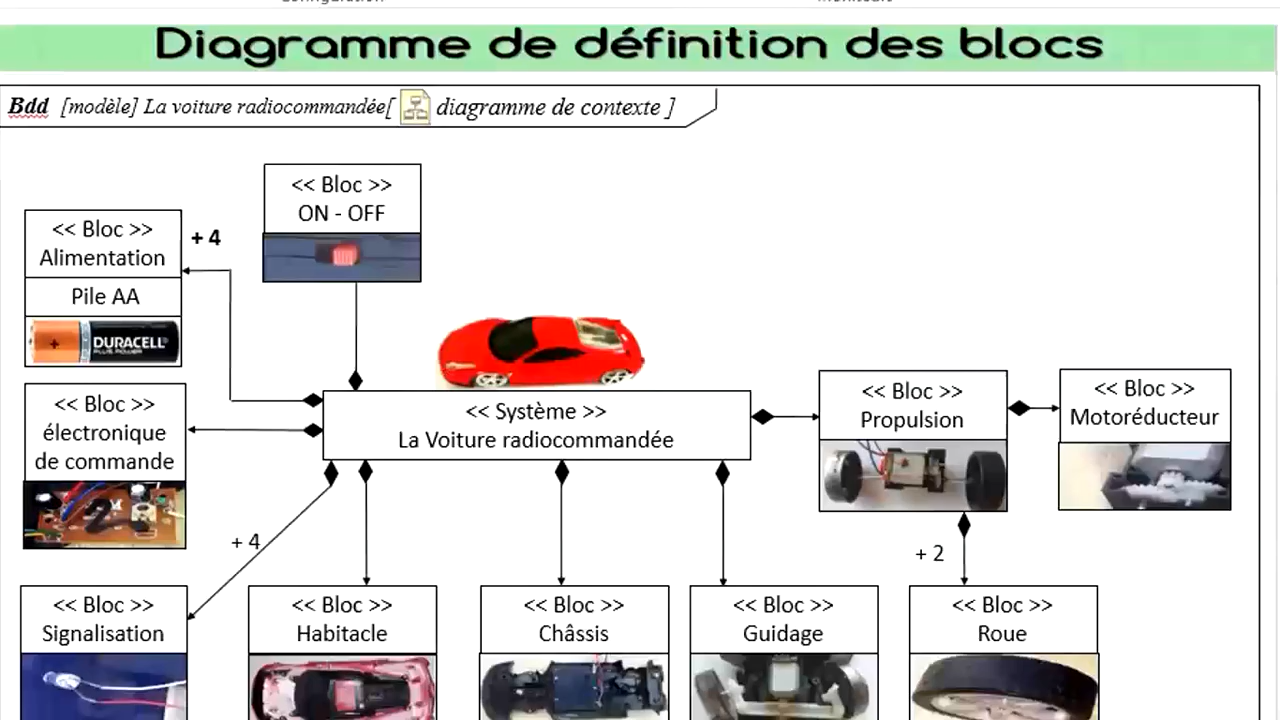 Diagramme de définition des blocs
Bdd [modèle] La voiture radiocommandée[ diagramme de contexte ]
<< Bloc >>
ON - OFF
<< Bloc >>
Alimentation
Pile AA
+ 4
+
DURACELL
PLUS POWER
<< Bloc >>
électronique
de commande
<< Système >>
La Voiture radiocommandée
<< Bloc >>
Propulsion
<< Bloc >>
Motoréducteur
+ 4
+ 2
<< Bloc >>
Signalisation
<< Bloc >>
Habitacle
<< Bloc >>
Châssis
<< Bloc >>
Guidage
<< Bloc >>
Roue